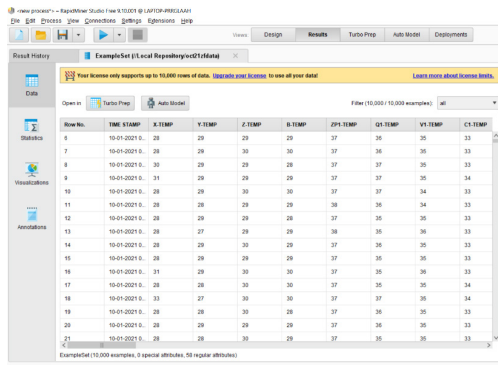 <new process*> – RapidMiner Studio Free 9.10.001 @ LAPTOP-PRRGLAAH
File Edit Process View Connections Settings Extensions Help
Views: Design Results Turbo Prep Auto Model Deployments
Result History ExampleSet (//Local Repository/oct21cfdata)
Your license only supports up to 10,000 rows of data. Upgrade your license to use all your data! Learn more about license limits.
Data
Open in Turbo Prep Auto Model Filter (10,000 / 10,000 examples): all
Statistics
Visualizations
Annotations
Row No. TIME STAMP X-TEMP Y-TEMP Z-TEMP B-TEMP ZP1-TEMP Q1-TEMP V1-TEMP C1-TEMP
6 10-01-2021 0... 28 29 29 29 37 36 35 33
7 10-01-2021 0... 28 29 30 30 37 36 35 33
8 10-01-2021 0... 30 29 29 28 37 35 35 33
9 10-01-2021 0... 31 29 29 29 37 37 35 34
10 10-01-2021 0... 28 29 30 30 37 37 34 33
11 10-01-2021 0... 28 28 29 29 38 36 34 33
12 10-01-2021 0... 28 29 29 28 37 35 35 33
13 10-01-2021 0... 28 27 29 29 38 35 36 33
14 10-01-2021 0... 28 29 29 29 37 36 35 33
15 10-01-2021 0... 28 29 30 29 37 35 35 33
16 10-01-2021 0... 31 28 30 30 37 35 36 33
17 10-01-2021 0... 28 28 30 30 37 35 35 34
18 10-01-2021 0... 33 27 30 30 37 36 33 34
19 10-01-2021 0... 28 29 29 28 37 35 35 33
20 10-01-2021 0... 29 29 29 29 37 36 35 33
21 10-01-2021 0... 28 28 30 29 37 35 35 33
ExampleSet (10,000 examples, 0 special attributes, 58 regular attributes)